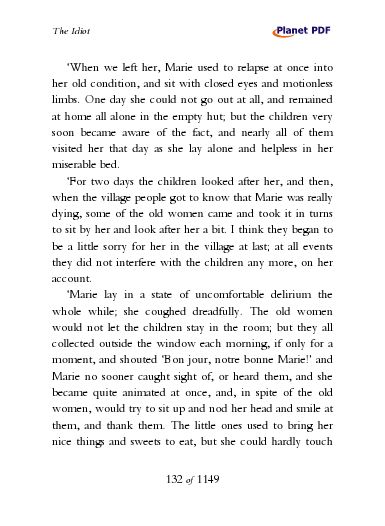 The Idiot
Planet PDF
‘When we left her, Marie used to relapse at once into
her old condition, and sit with closed eyes and motionless
limbs. One day she could not go out at all, and remained
at home all alone in the empty hut; but the children very
soon became aware of the fact, and nearly all of them
visited her that day as she lay alone and helpless in her
miserable bed.
‘For two days the children looked after her, and then,
when the village people got to know that Marie was really
dying, some of the old women came and took it in turns
to sit by her and look after her a bit. I think they began to
be a little sorry for her in the village at last; at all events
they did not interfere with the children any more, on her
account.
‘Marie lay in a state of uncomfortable delirium the
whole while; she coughed dreadfully. The old women
would not let the children stay in the room; but they all
collected outside the window each morning, if only for a
moment, and shouted ‘Bon jour, notre bonne Marie!’ and
Marie no sooner caught sight of, or heard them, and she
became quite animated at once, and, in spite of the old
women, would try to sit up and nod her head and smile at
them, and thank them. The little ones used to bring her
nice things and sweets to eat, but she could hardly touch
132 of 1149